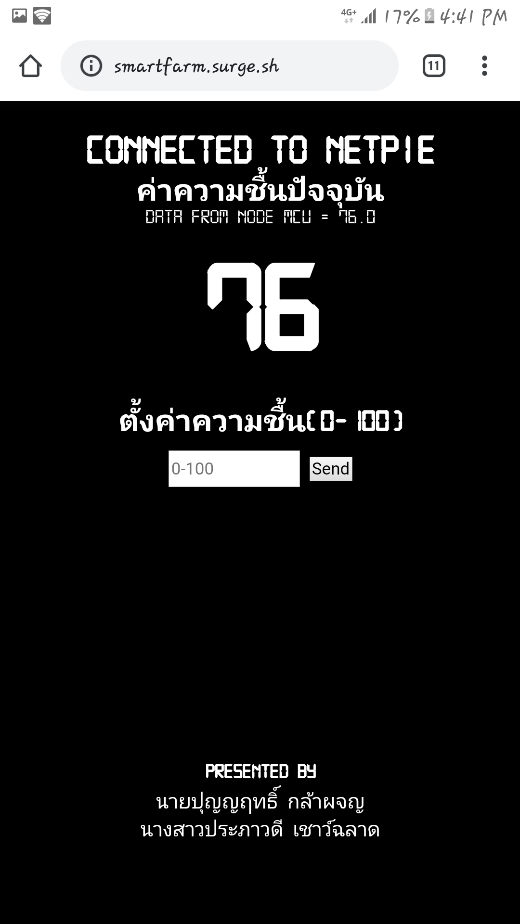 4G+ 17% 4:41 PM
smartfarm.surge.sh 11
CONNECTED TO NETPIE
ค่าความชื้นปัจจุบัน
DATA FROM NODE MCU = 76.0
76
ตั้งค่าความชื้น(0-100)
0-100 Send
PRESENTED BY
นายปุญญฤทธิ์ กล้าผจญ
นางสาวประภาวดี เชาว์ฉลาด